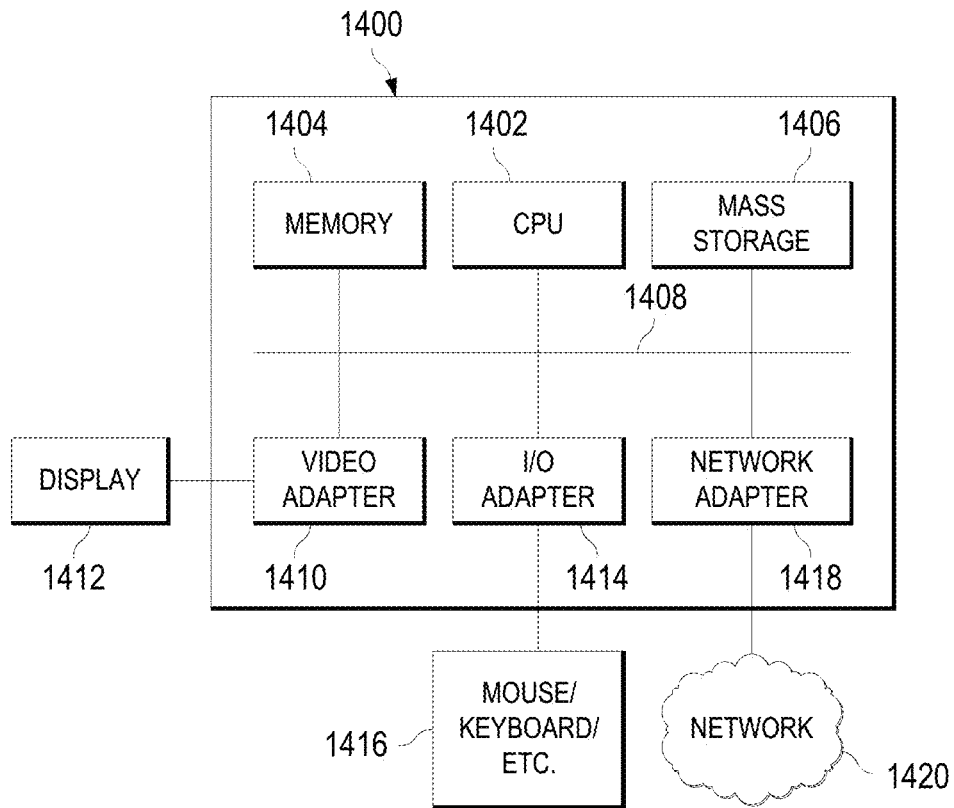 1400
1404
1402
1406
MEMORY
CPU
MASS
STORAGE
1408
DISPLAY
VIDEO
ADAPTER
I/O
ADAPTER
NETWORK
ADAPTER
1412
1410
1414
1418
MOUSE/
KEYBOARD/
ETC.
NETWORK
1416
1420